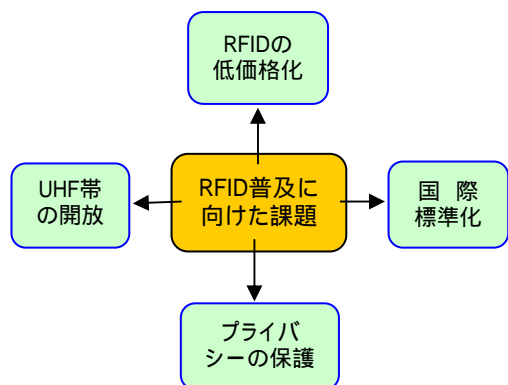 RFIDの
低価格化
UHF帯
の開放
RFID普及に
向けた課題
国 際
標準化
プライバ
シーの保護